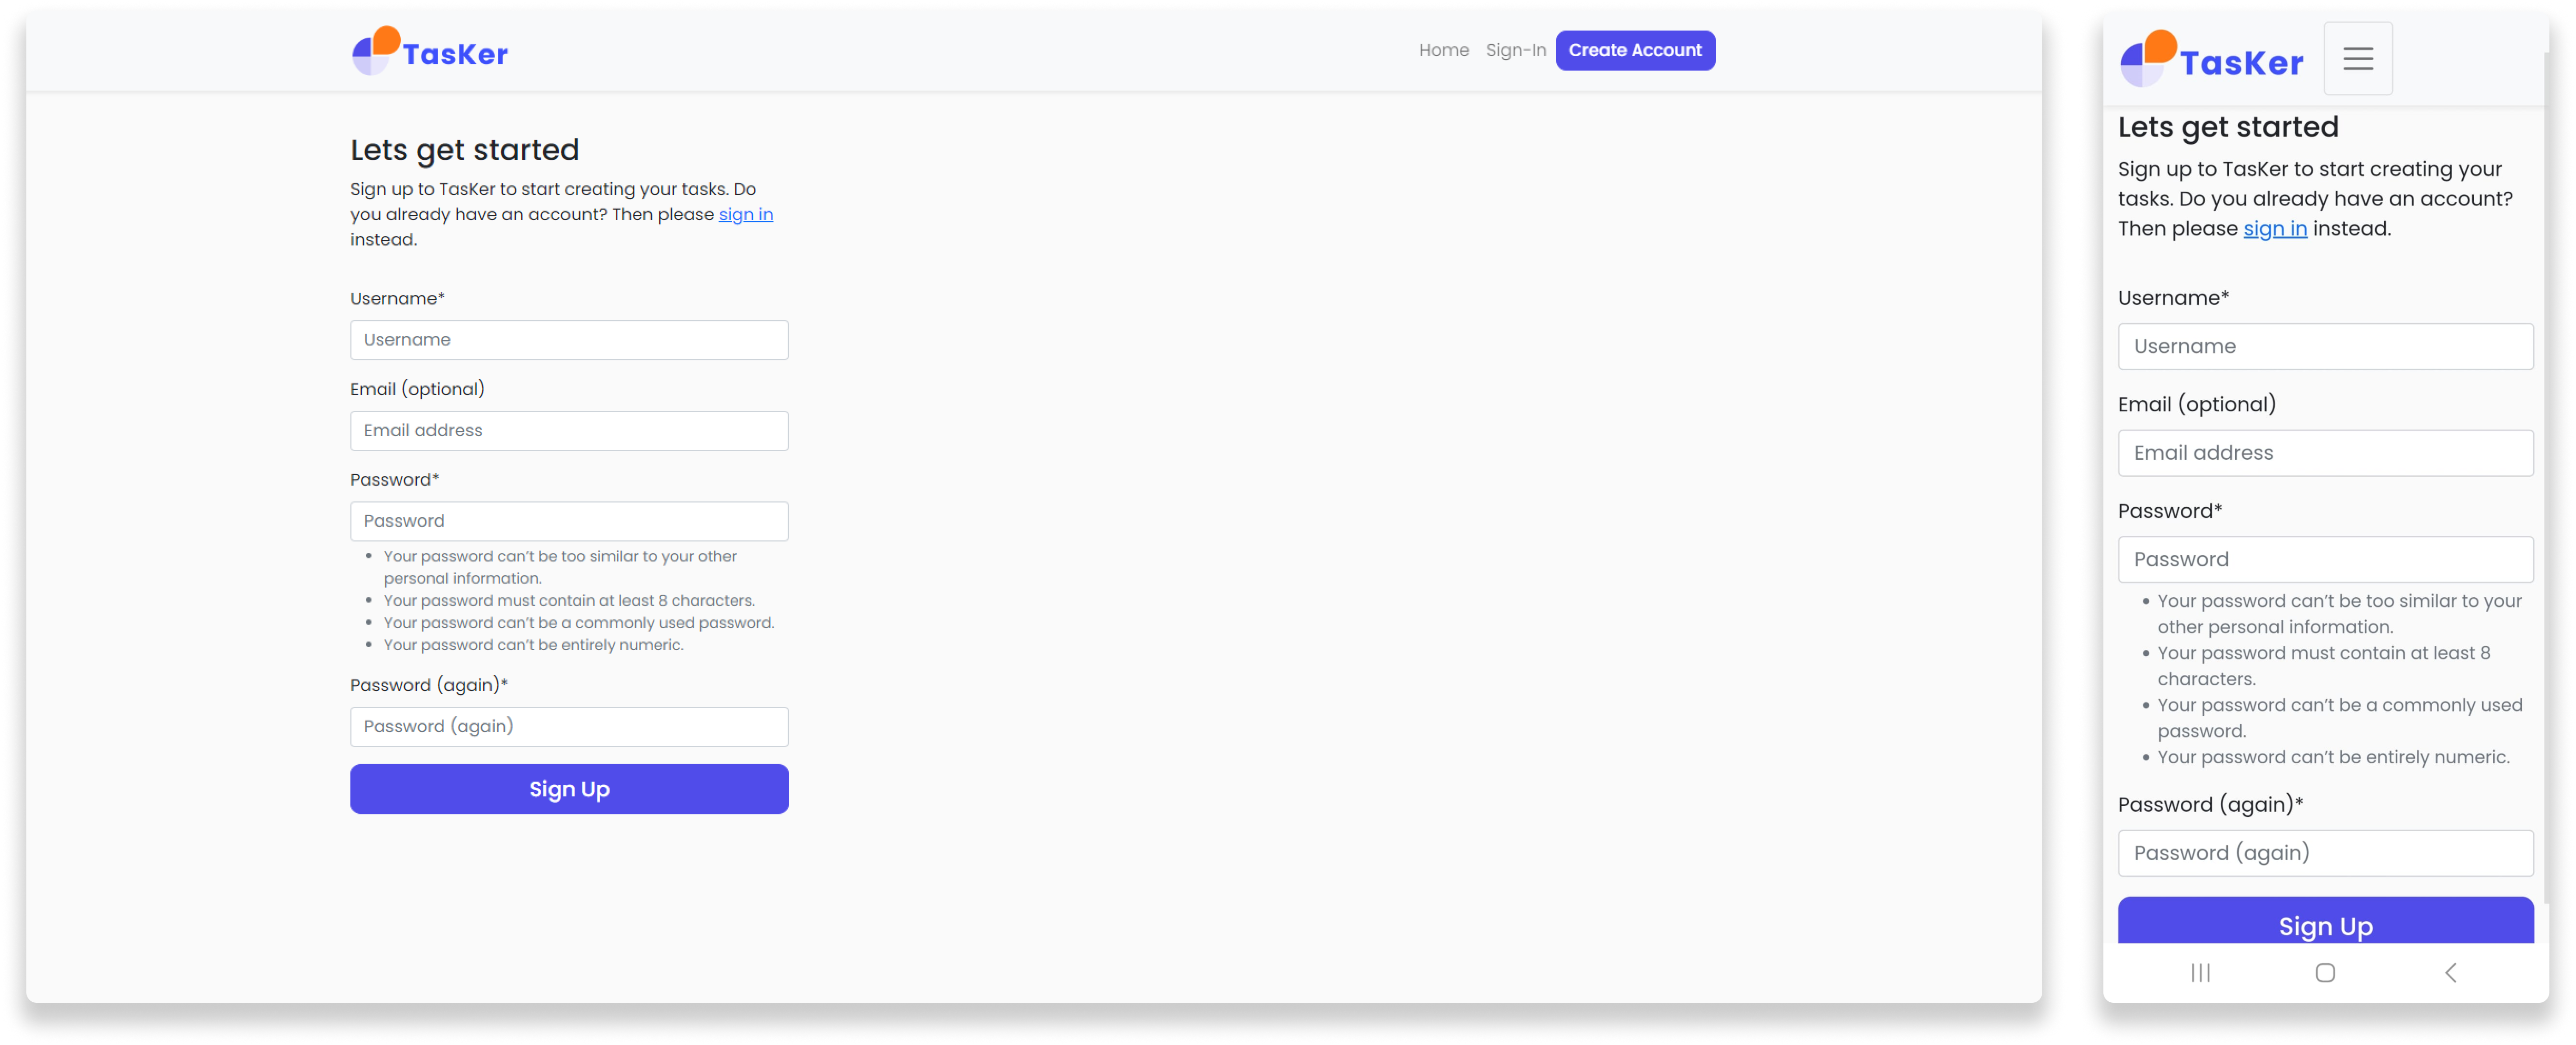 TasKer
Home Sign-In Create Account
Lets get started
Sign up to TasKer to start creating your tasks. Do
you already have an account? Then please sign in
instead.
Username*
Username
Email (optional)
Email address
Password*
Password
• Your password can't be too similar to your other
personal information.
• Your password must contain at least 8 characters.
• Your password can't be a commonly used password.
• Your password can't be entirely numeric.
Password (again)*
Password (again)
Sign Up
TasKer
Lets get started
Sign up to TasKer to start creating your
tasks. Do you already have an account?
Then please sign in instead.
Username*
Username
Email (optional)
Email address
Password*
Password
• Your password can't be too similar to your
other personal information.
• Your password must contain at least 8
characters.
• Your password can't be a commonly used
password.
• Your password can't be entirely numeric.
Password (again)*
Password (again)
Sign Up